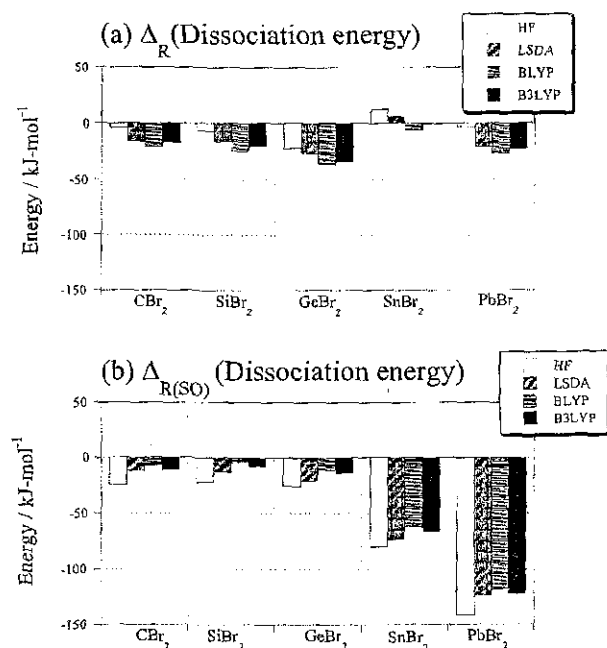 (a) Δ_R (Dissociation energy)
HF
LSDA
BLYP
B3LYP
50
0
-50
-100
-150
Energy / kJ-mol⁻¹
CBr₂ SiBr₂ GeBr₂ SnBr₂ PbBr₂
(b) Δ_R(SO) (Dissociation energy)
HF
LSDA
BLYP
B3LYP
50
0
-50
-100
-150
Energy / kJ-mol⁻¹
CBr₂ SiBr₂ GeBr₂ SnBr₂ PbBr₂